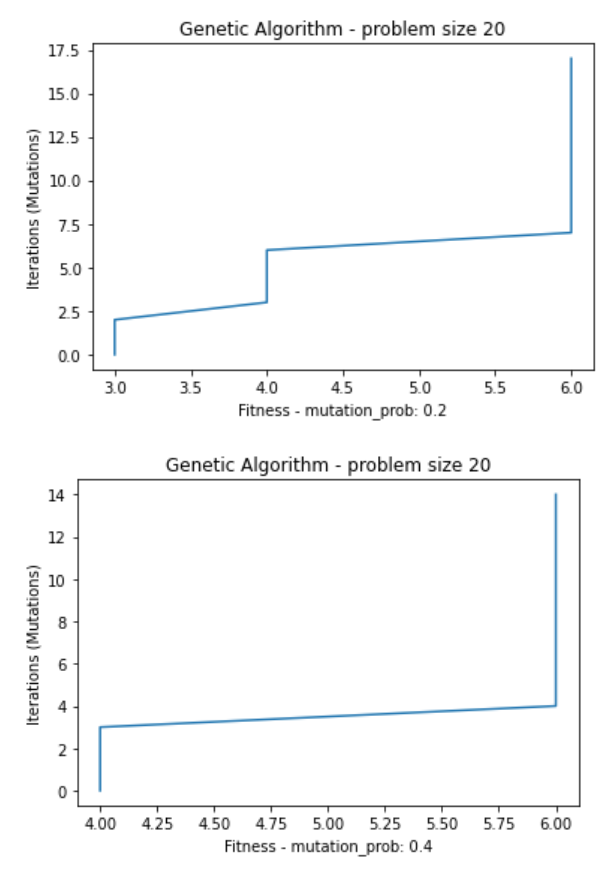 Genetic Algorithm - problem size 20
17.5
15.0
12.5
10.0
7.5
5.0
2.5
0.0
Iterations (Mutations)
3.0 3.5 4.0 4.5 5.0 5.5 6.0
Fitness - mutation_prob: 0.2
Genetic Algorithm - problem size 20
14
12
10
8
6
4
2
0
Iterations (Mutations)
4.00 4.25 4.50 4.75 5.00 5.25 5.50 5.75 6.00
Fitness - mutation_prob: 0.4